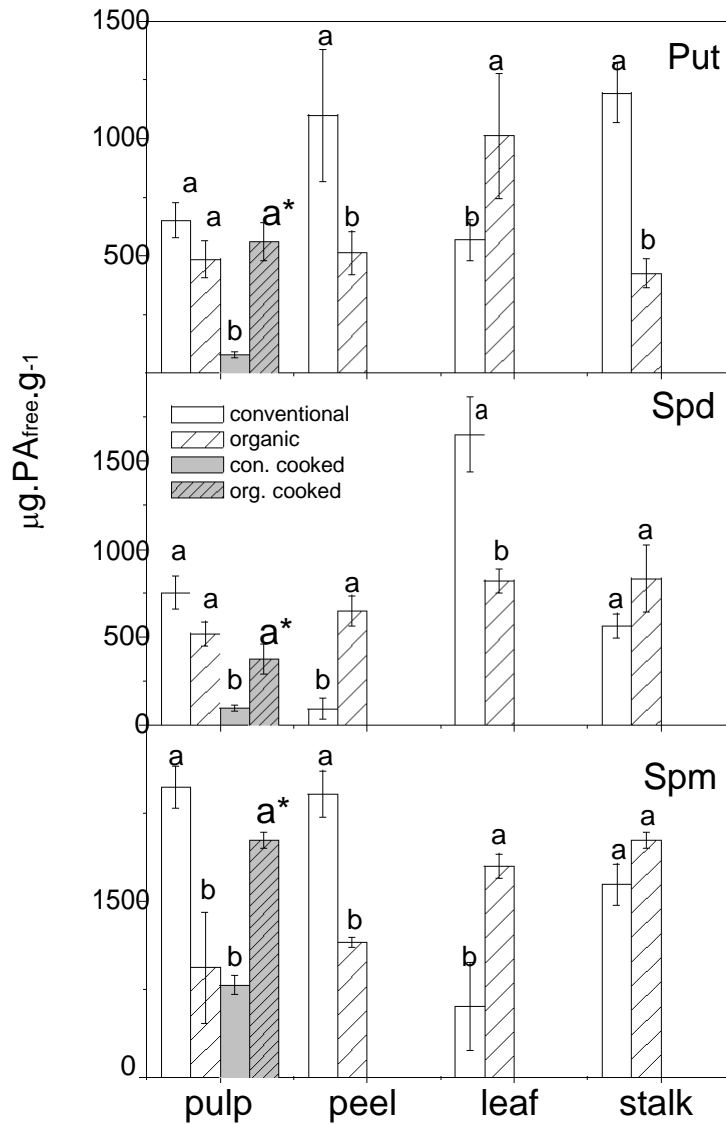 1500
Put
a
a
a
1000
a
a
a*
b
b
b
500
b
Spd
conventional
organic
con. cooked
org. cooked
a
1500
1000
a
a
b
a
a
500
a*
a
b
b
0
μg.PAfree.g-1
Spm
a
a
a*
a
a
a
1500
b
b
b
b
0
pulp peel leaf stalk